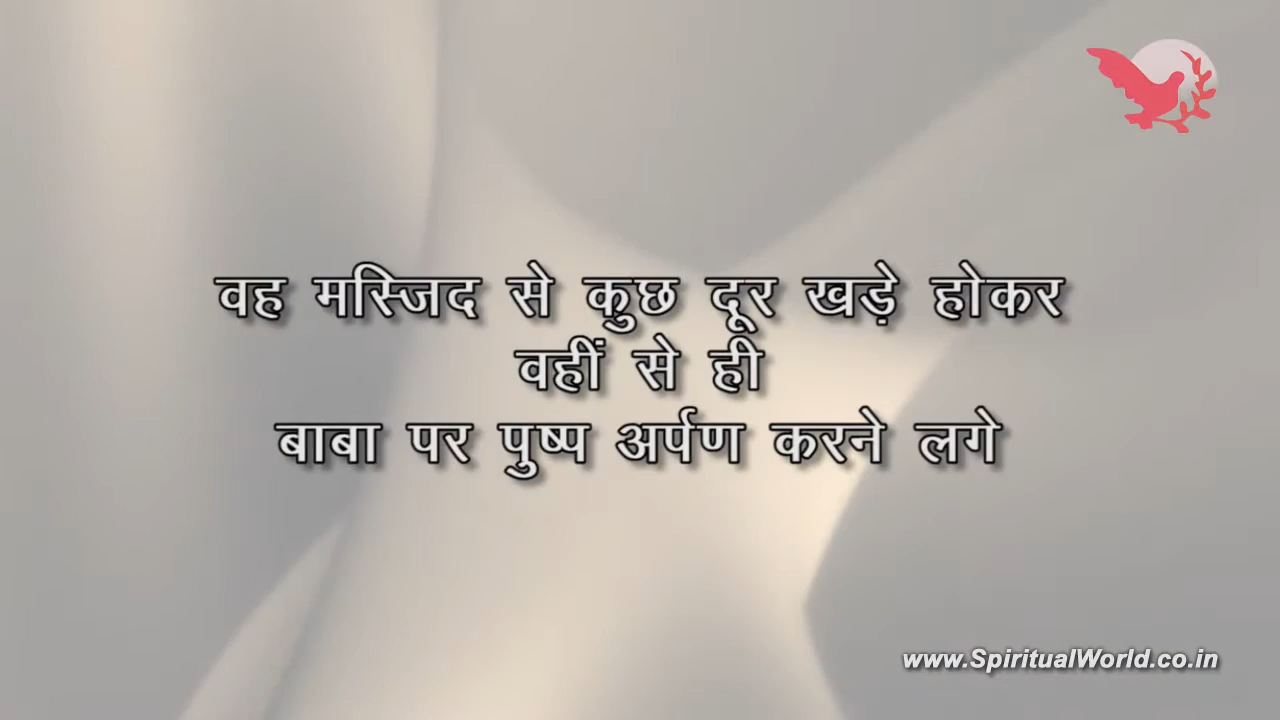 वह मस्जिद से कुछ दूर खड़े होकर
वहीं से ही
बाबा पर पुष्प अर्पण करने लगे
www.SpiritualWorld.co.in